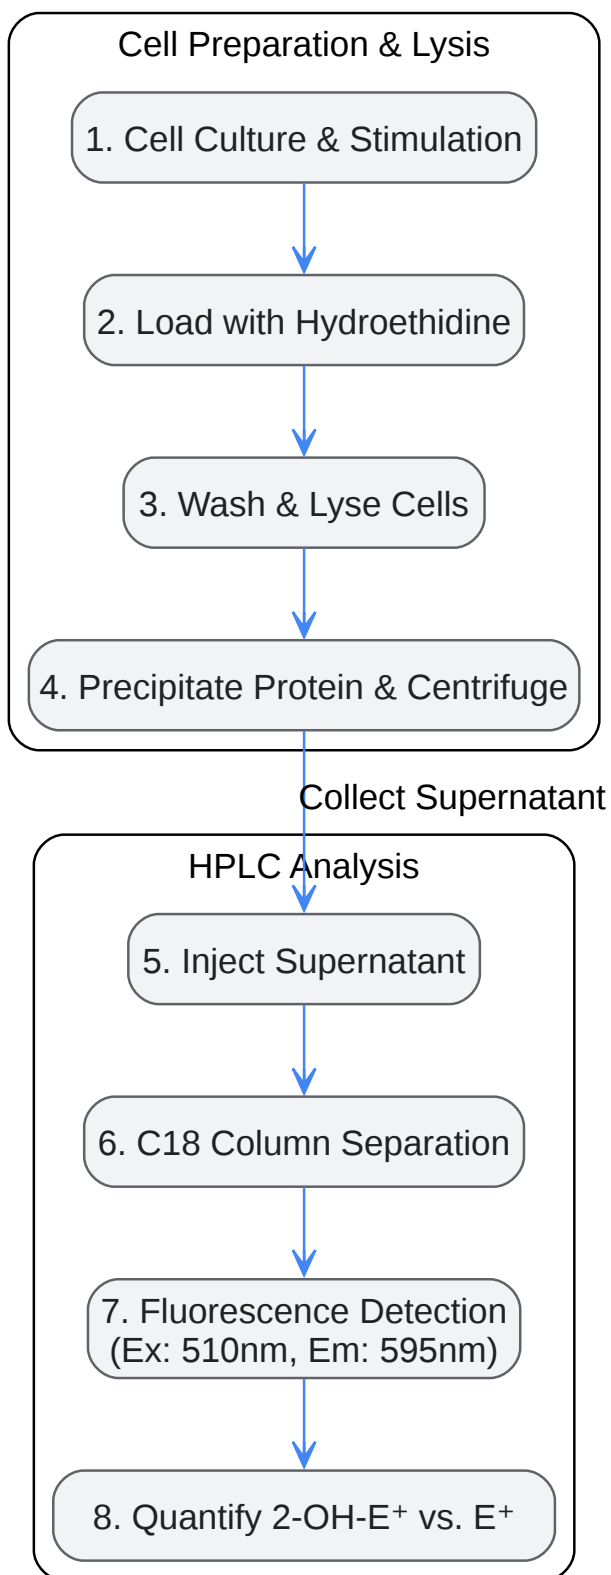 Cell Preparation & Lysis
1. Cell Culture & Stimulation
2. Load with Hydroethidine
3. Wash & Lyse Cells
4. Precipitate Protein & Centrifuge
Collect Supernatant
HPLC Analysis
5. Inject Supernatant
6. C18 Column Separation
7. Fluorescence Detection
(Ex: 510nm, Em: 595nm)
8. Quantify 2-OH-E⁺ vs. E⁺